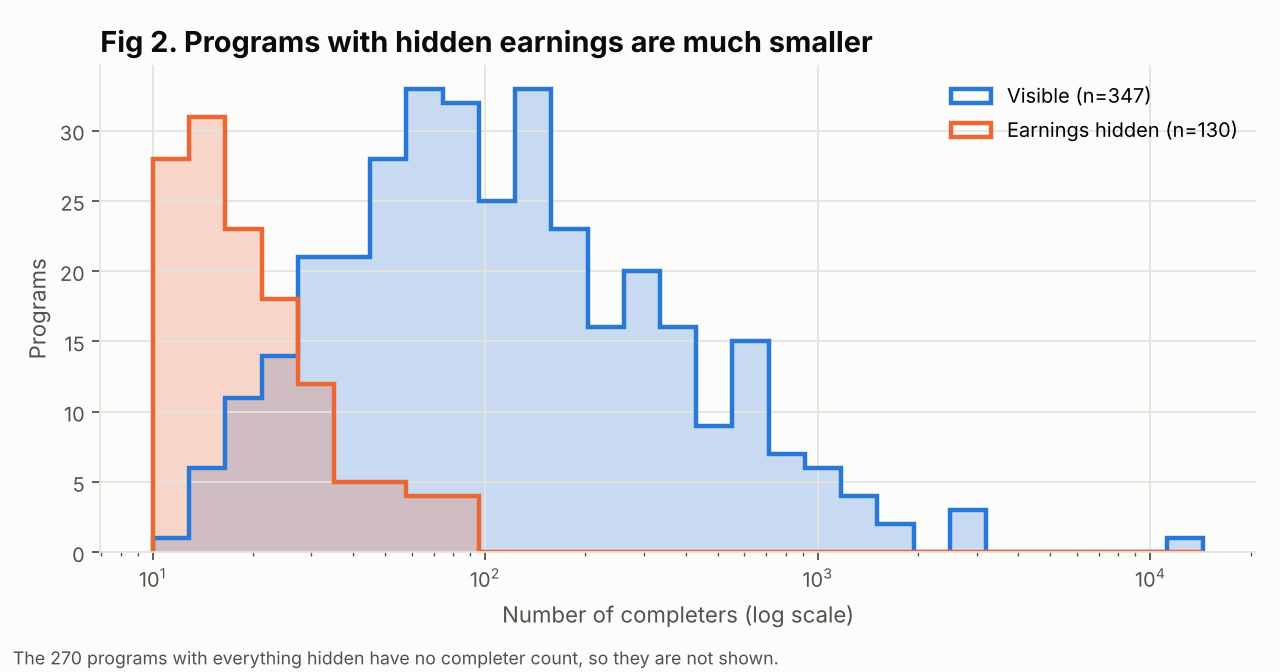 Fig 2. Programs with hidden earnings are much smaller
Visible (n=347)
Earnings hidden (n=130)
Programs
30
25
20
15
10
5
0
10¹
10²
10³
10⁴
Number of completers (log scale)
The 270 programs with everything hidden have no completer count, so they are not shown.